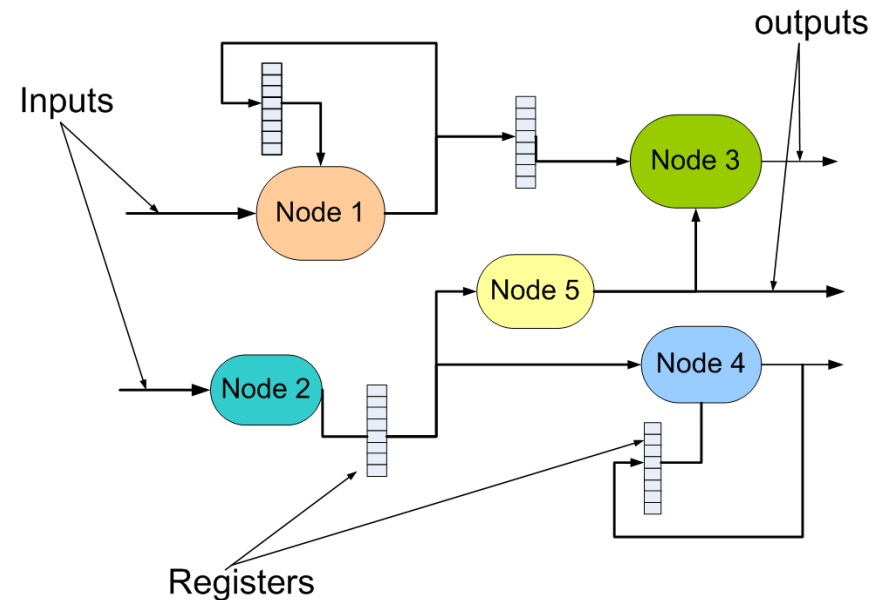 outputs
Inputs
Node 3
Node 1
Node 5
Node 4
Node 2
Registers